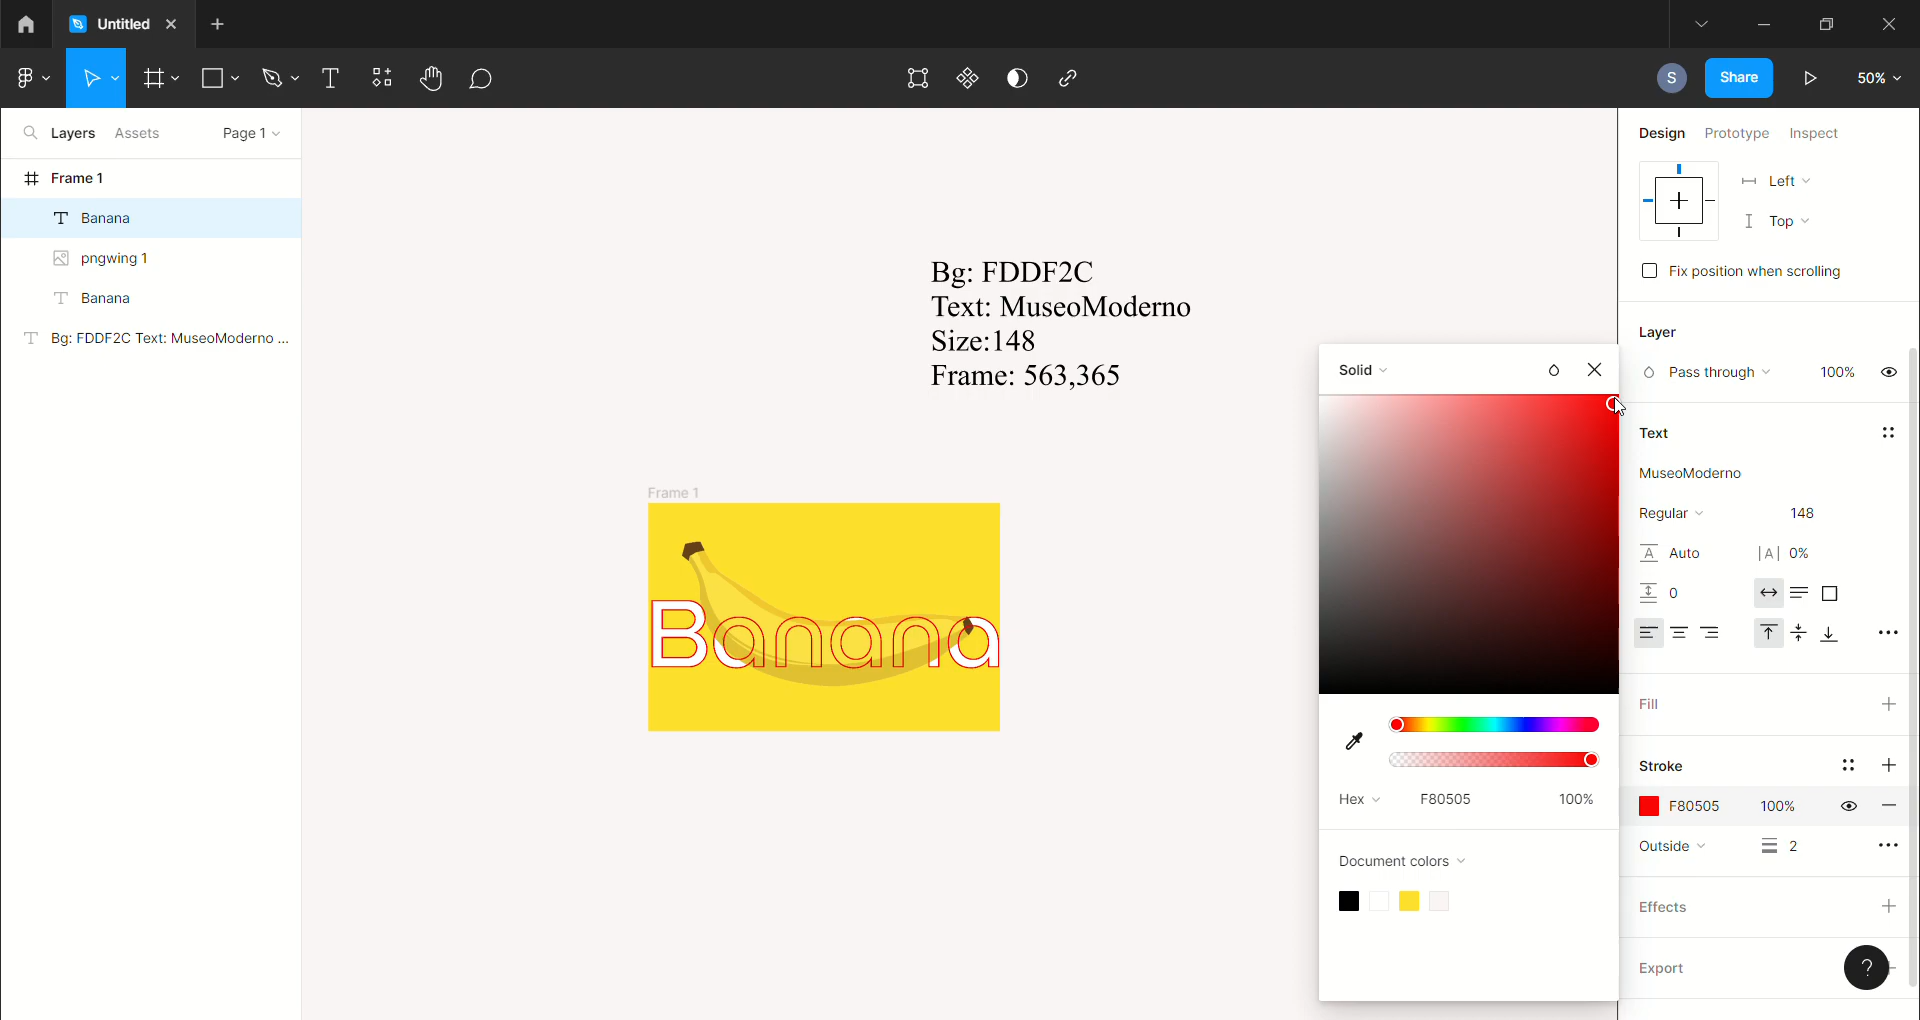 Untitled
S
Share
50%
Layers
Assets
Page 1
Frame 1
Banana
pngwing 1
Banana
Bg: FDDF2C Text: MuseoModerno ...
Bg: FDDF2C
Text: MuseoModerno
Size:148
Frame: 563,365
Frame 1
Banana
Solid
Hex
F80505
100%
Document colors
Design
Prototype
Inspect
Left
Top
Fix position when scrolling
Layer
Pass through
100%
Text
MuseoModerno
Regular
148
A Auto
|A| 0%
0
Fill
Stroke
F80505
100%
Outside
2
Effects
Export
?